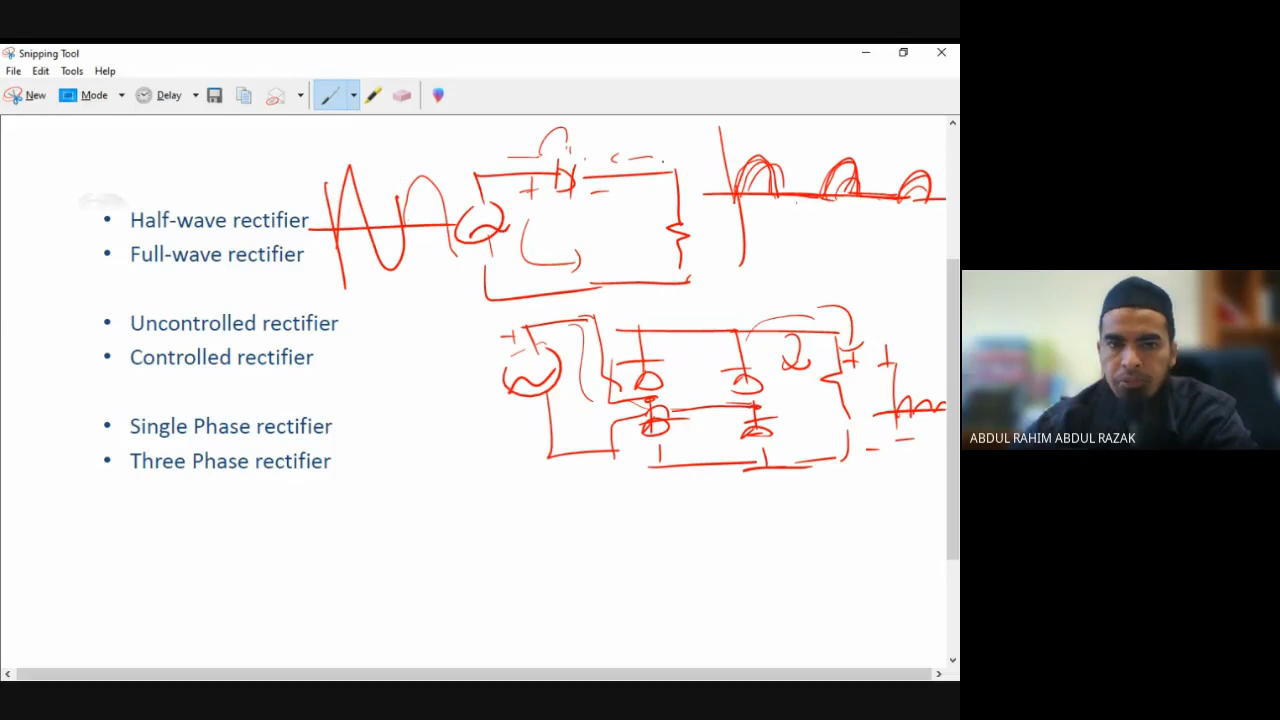 Snipping Tool
File Edit Tools Help
New Mode Delay
• Half-wave rectifier
• Full-wave rectifier
• Uncontrolled rectifier
• Controlled rectifier
• Single Phase rectifier
• Three Phase rectifier
+ −
+
+ +
− −
ABDUL RAHIM ABDUL RAZAK